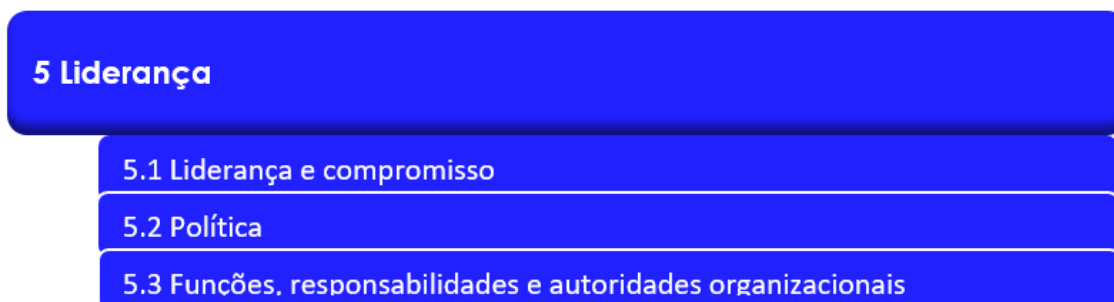 5 Liderança
5.1 Liderança e compromisso
5.2 Política
5.3 Funções, responsabilidades e autoridades organizacionais